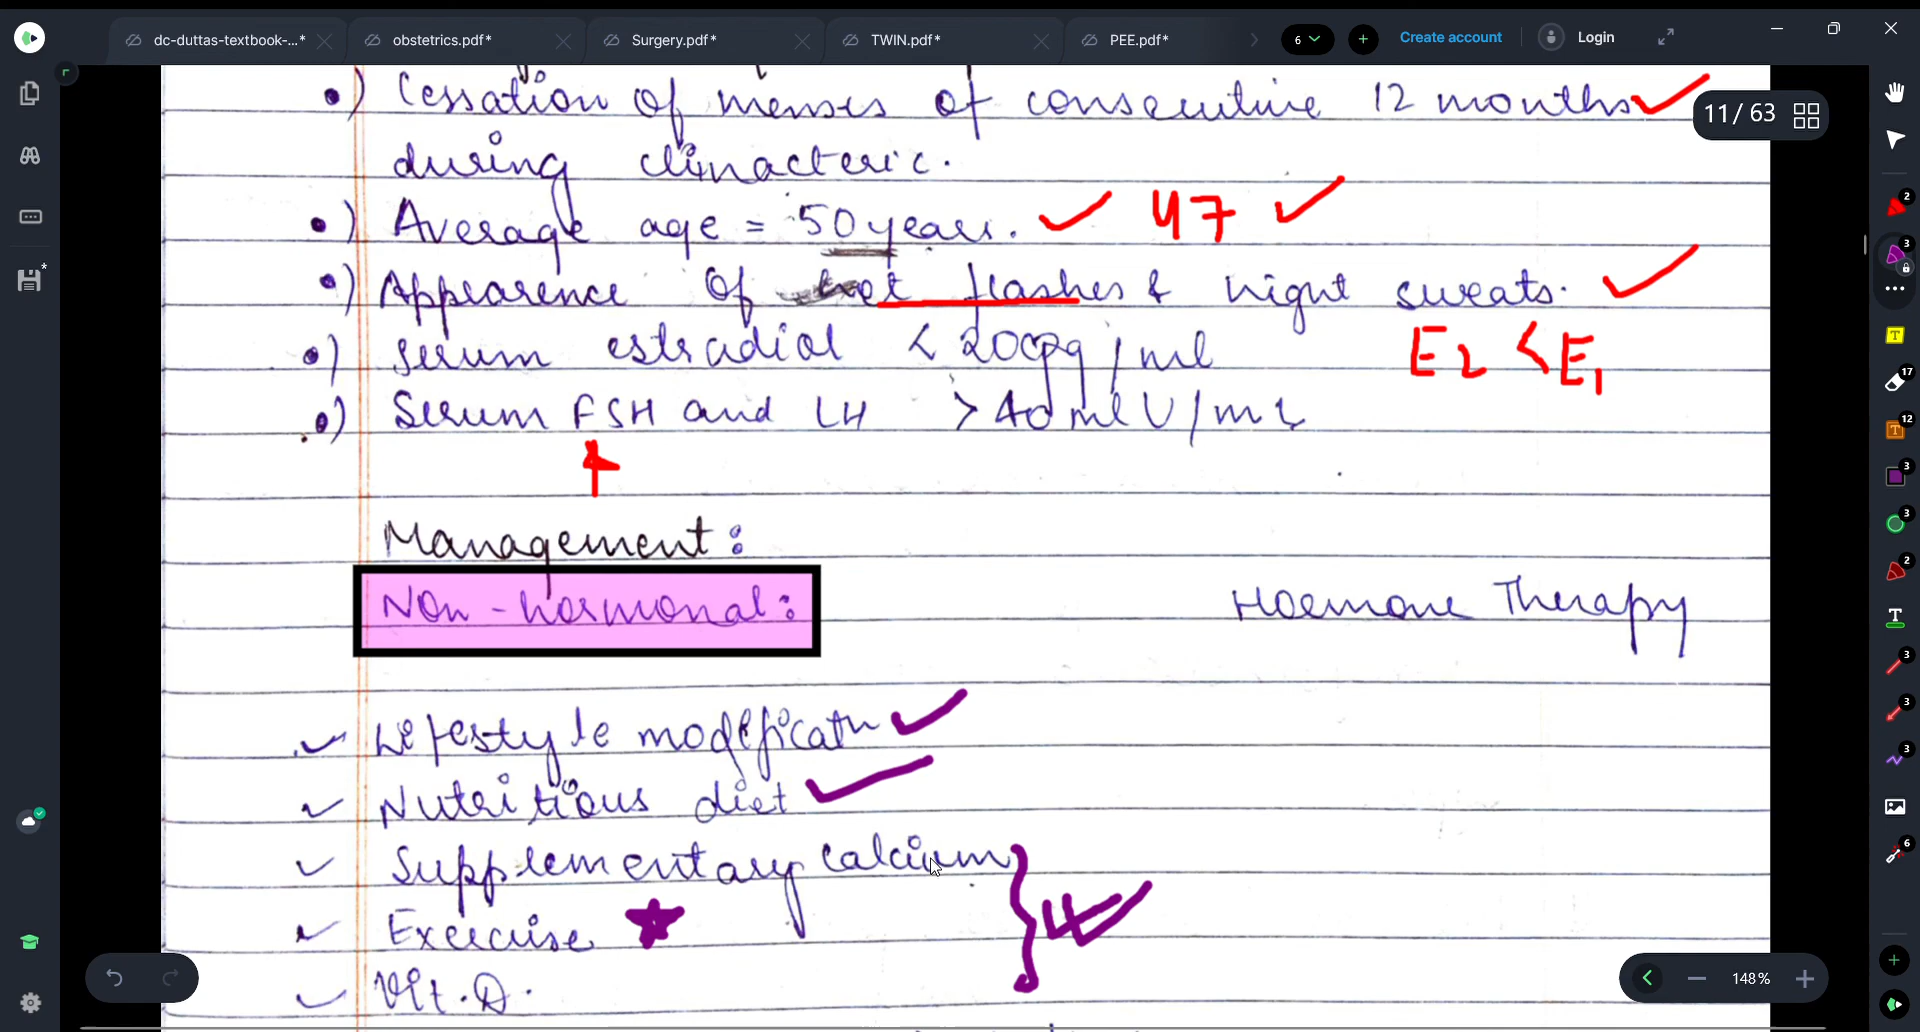 dc-duttas-textbook-...*
obstetrics.pdf*
Surgery.pdf*
TWIN.pdf*
PEE.pdf*
6
Create account
Login
11 / 63
•) Cessation of menses of consecutive 12 months
during climacteric.
•) Average age = 50 years. 47
•) Appearence of hot flashes & night sweats.
•) Serum estradiol < 20 pg/ml E2 < E1
•) Serum FSH and LH > 40 mIU/mL
Management:
Non-hormonal:
Hormone Therapy
Lifestyle modificatn
Nutritious diet
Supplementary calcium
Exercise
Vit.D.
148%